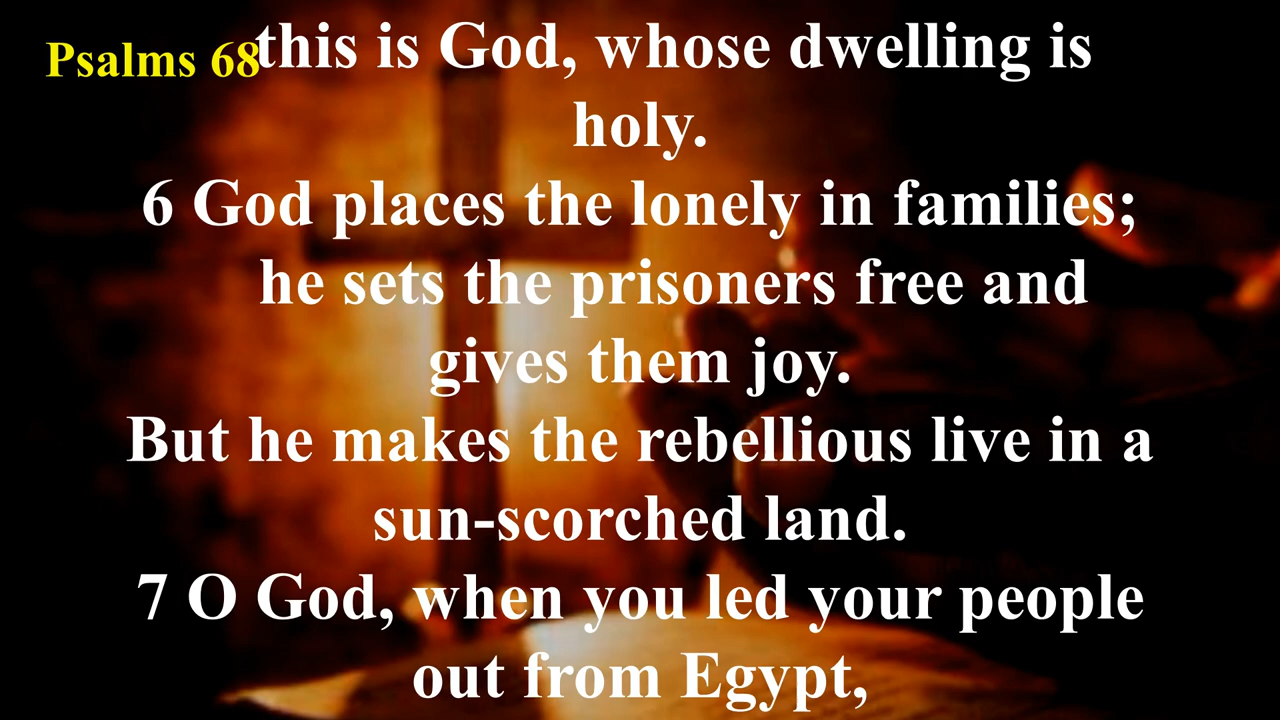 Psalms 68
this is God, whose dwelling is
holy.
6 God places the lonely in families;
he sets the prisoners free and
gives them joy.
But he makes the rebellious live in a
sun-scorched land.
7 O God, when you led your people
out from Egypt,